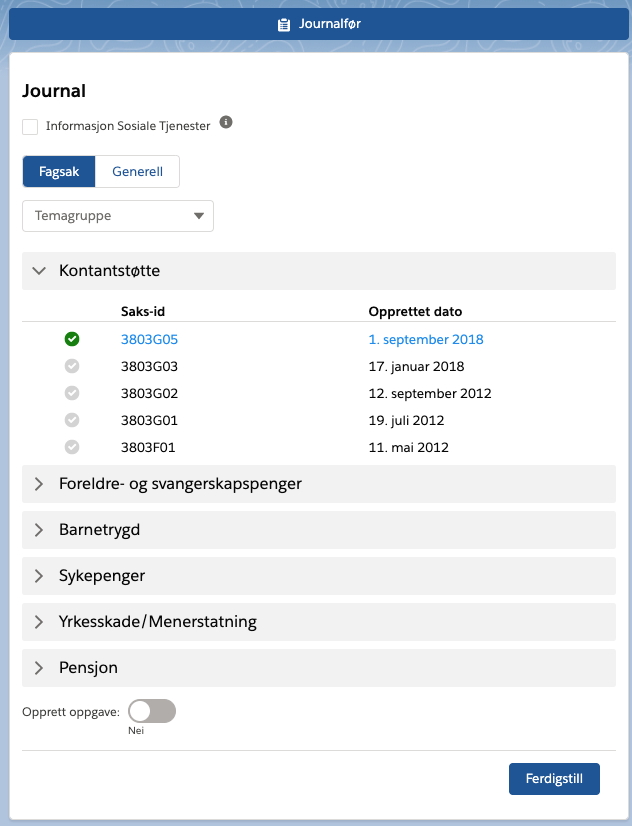 Journalfør
Journal
Informasjon Sosiale Tjenester
Fagsak Generell
Temagruppe
Kontantstøtte
Saks-id Opprettet dato
3803G05 1. september 2018
3803G03 17. januar 2018
3803G02 12. september 2012
3803G01 19. juli 2012
3803F01 11. mai 2012
Foreldre- og svangerskapspenger
Barnetrygd
Sykepenger
Yrkesskade/Menerstatning
Pensjon
Opprett oppgave:
Nei
Ferdigstill